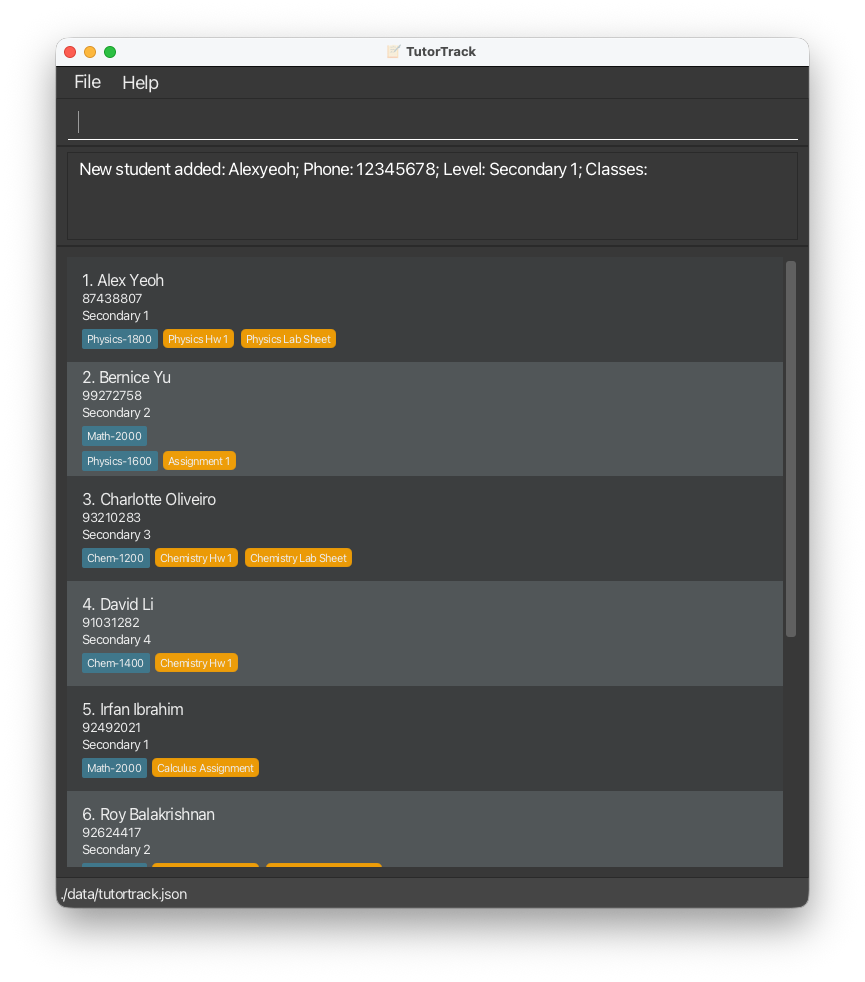 TutorTrack
File Help
New student added: Alexyeoh; Phone: 12345678; Level: Secondary 1; Classes:
1. Alex Yeoh
87438807
Secondary 1
Physics-1800 Physics Hw 1 Physics Lab Sheet
2. Bernice Yu
99272758
Secondary 2
Math-2000
Physics-1600 Assignment 1
3. Charlotte Oliveiro
93210283
Secondary 3
Chem-1200 Chemistry Hw 1 Chemistry Lab Sheet
4. David Li
91031282
Secondary 4
Chem-1400 Chemistry Hw 1
5. Irfan Ibrahim
92492021
Secondary 1
Math-2000 Calculus Assignment
6. Roy Balakrishnan
92624417
Secondary 2
./data/tutortrack.json